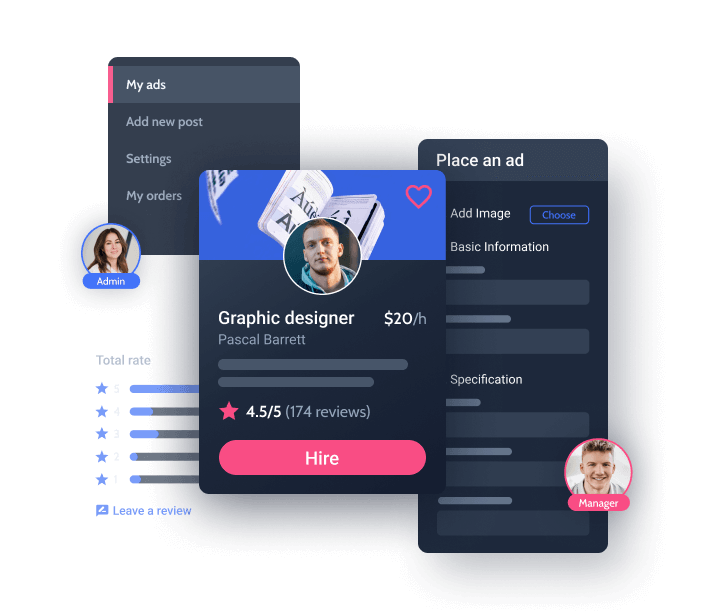 My ads
Add new post
Settings
My orders
Admin
Total rate
5
4
3
2
1
Leave a review
Graphic designer
$20/h
Pascal Barrett
4.5/5 (174 reviews)
Hire
Place an ad
Add Image
Choose
Basic Information
Specification
Manager